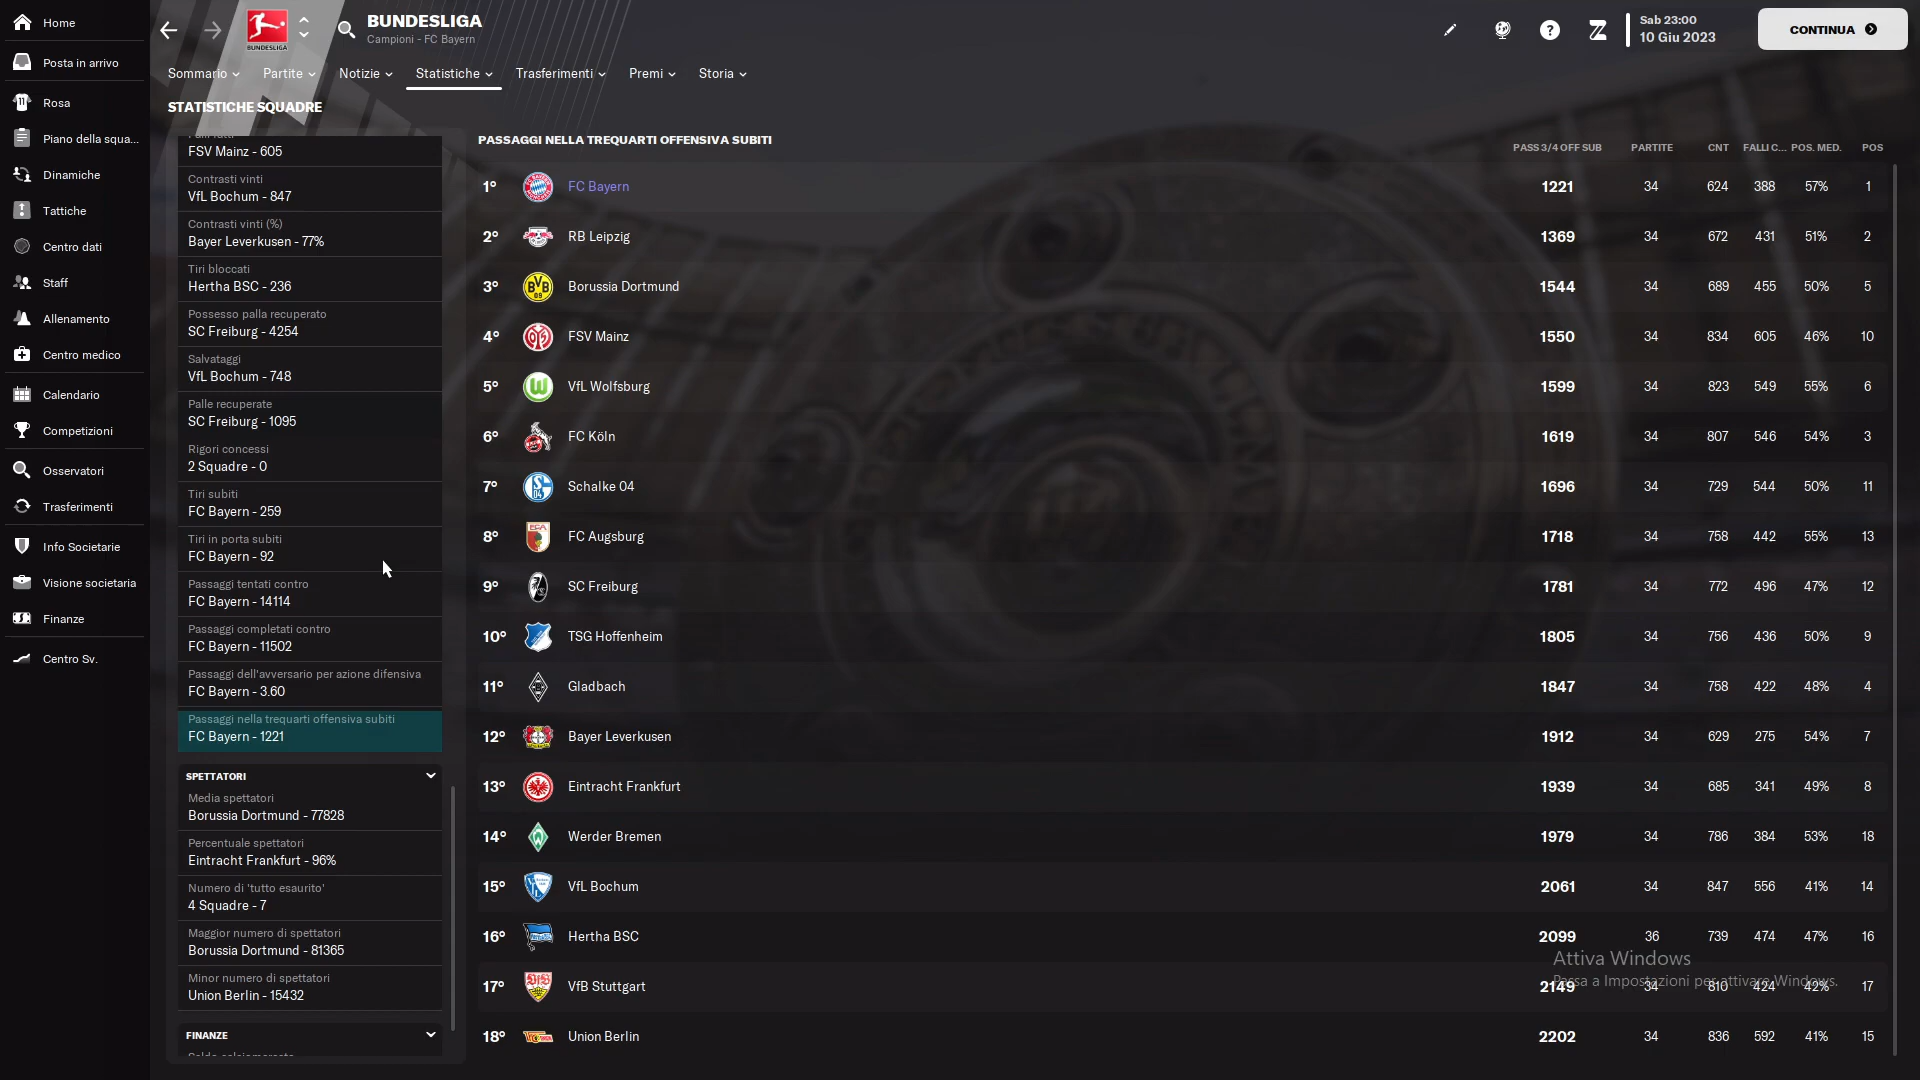 Home
Posta in arrivo
Rosa
Piano della squa...
Dinamiche
Tattiche
Centro dati
Staff
Allenamento
Centro medico
Calendario
Competizioni
Osservatori
Trasferimenti
Info Societarie
Visione societaria
Finanze
Centro Sv.
BUNDESLIGA
BUNDESLIGA
Campioni - FC Bayern
Sab 23:00
10 Giu 2023
CONTINUA
Sommario Partite Notizie Statistiche Trasferimenti Premi Storia
STATISTICHE SQUADRE
FSV Mainz - 605
Contrasti vinti
VfL Bochum - 847
Contrasti vinti (%)
Bayer Leverkusen - 77%
Tiri bloccati
Hertha BSC - 236
Possesso palla recuperato
SC Freiburg - 4254
Salvataggi
VfL Bochum - 748
Palle recuperate
SC Freiburg - 1095
Rigori concessi
2 Squadre - 0
Tiri subiti
FC Bayern - 259
Tiri in porta subiti
FC Bayern - 92
Passaggi tentati contro
FC Bayern - 14114
Passaggi completati contro
FC Bayern - 11502
Passaggi dell'avversario per azione difensiva
FC Bayern - 3.60
Passaggi nella trequarti offensiva subiti
FC Bayern - 1221
SPETTATORI
Media spettatori
Borussia Dortmund - 77828
Percentuale spettatori
Eintracht Frankfurt - 96%
Numero di 'tutto esaurito'
4 Squadre - 7
Maggior numero di spettatori
Borussia Dortmund - 81365
Minor numero di spettatori
Union Berlin - 15432
FINANZE
PASSAGGI NELLA TREQUARTI OFFENSIVA SUBITI PASS 3/4 OFF SUB PARTITE CNT FALLI C... POS. MED. POS
1° FC Bayern 1221 34 624 388 57% 1
2° RB Leipzig 1369 34 672 431 51% 2
3° Borussia Dortmund 1544 34 689 455 50% 5
4° FSV Mainz 1550 34 834 605 46% 10
5° VfL Wolfsburg 1599 34 823 549 55% 6
6° FC Köln 1619 34 807 546 54% 3
7° Schalke 04 1696 34 729 544 50% 11
8° FC Augsburg 1718 34 758 442 55% 13
9° SC Freiburg 1781 34 772 496 47% 12
10° TSG Hoffenheim 1805 34 756 436 50% 9
11° Gladbach 1847 34 758 422 48% 4
12° Bayer Leverkusen 1912 34 629 275 54% 7
13° Eintracht Frankfurt 1939 34 685 341 49% 8
14° Werder Bremen 1979 34 786 384 53% 18
15° VfL Bochum 2061 34 847 556 41% 14
16° Hertha BSC 2099 36 739 474 47% 16
17° VfB Stuttgart 2149 34 810 424 42% 17
18° Union Berlin 2202 34 836 592 41% 15
Attiva Windows
Passa a Impostazioni per attivare Windows.